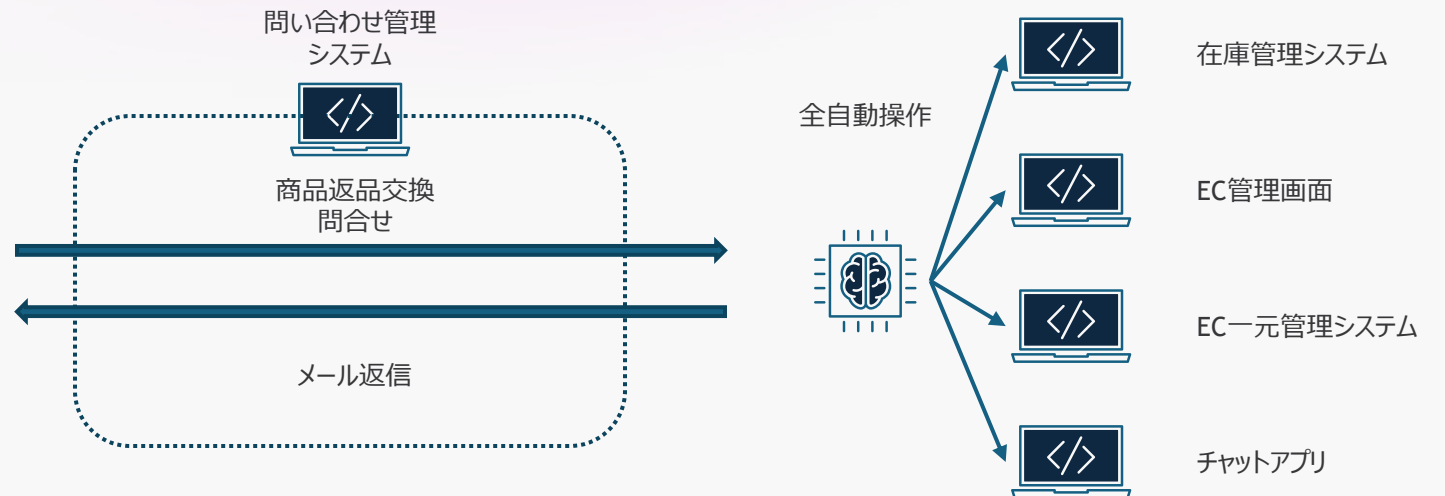 問い合わせ管理
システム
</>
商品返品交換
問合せ
メール返信
全自動操作
</>
在庫管理システム
</>
EC管理画面
</>
EC一元管理システム
</>
チャットアプリ